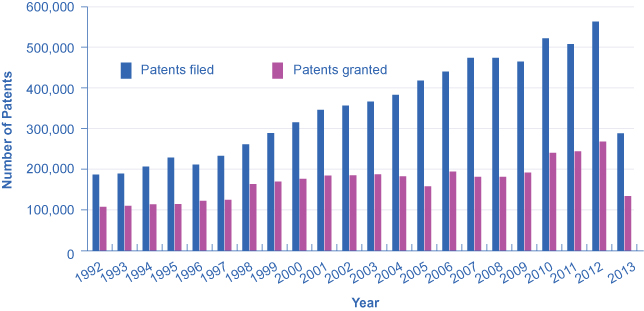 600,000
500,000
400,000
300,000
200,000
100,000
0
Number of Patents
Patents filed
Patents granted
1992 1993 1994 1995 1996 1997 1998 1999 2000 2001 2002 2003 2004 2005 2006 2007 2008 2009 2010 2011 2012 2013
Year